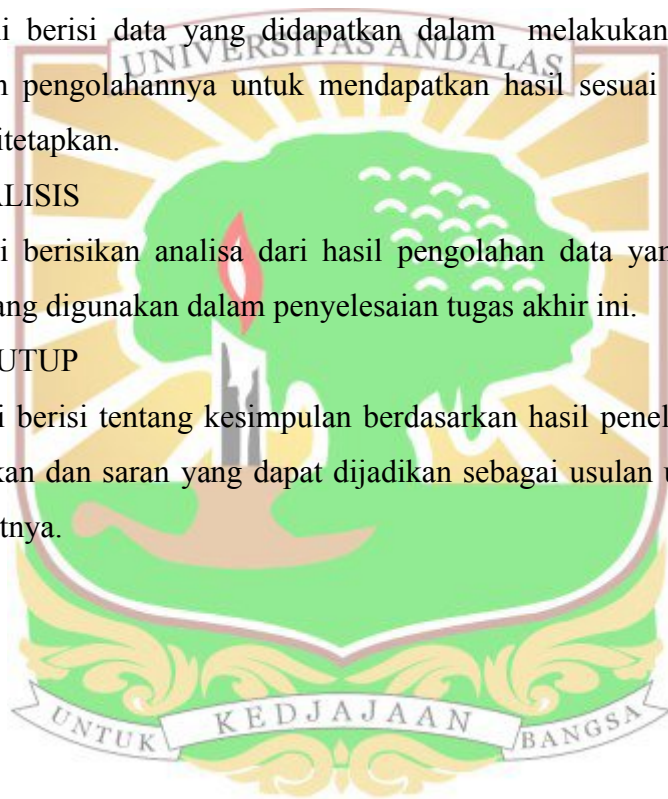 i berisi data yang didapatkan dalam melakukan
UNIVERSITAS ANDALAS
n pengolahannya untuk mendapatkan hasil sesuai
itetapkan.
ALISIS
i berisikan analisa dari hasil pengolahan data yan
ang digunakan dalam penyelesaian tugas akhir ini.
UTUP
i berisi tentang kesimpulan berdasarkan hasil penel
kan dan saran yang dapat dijadikan sebagai usulan u
tnya.
UNTUK KEDJAJAAN BANGSA